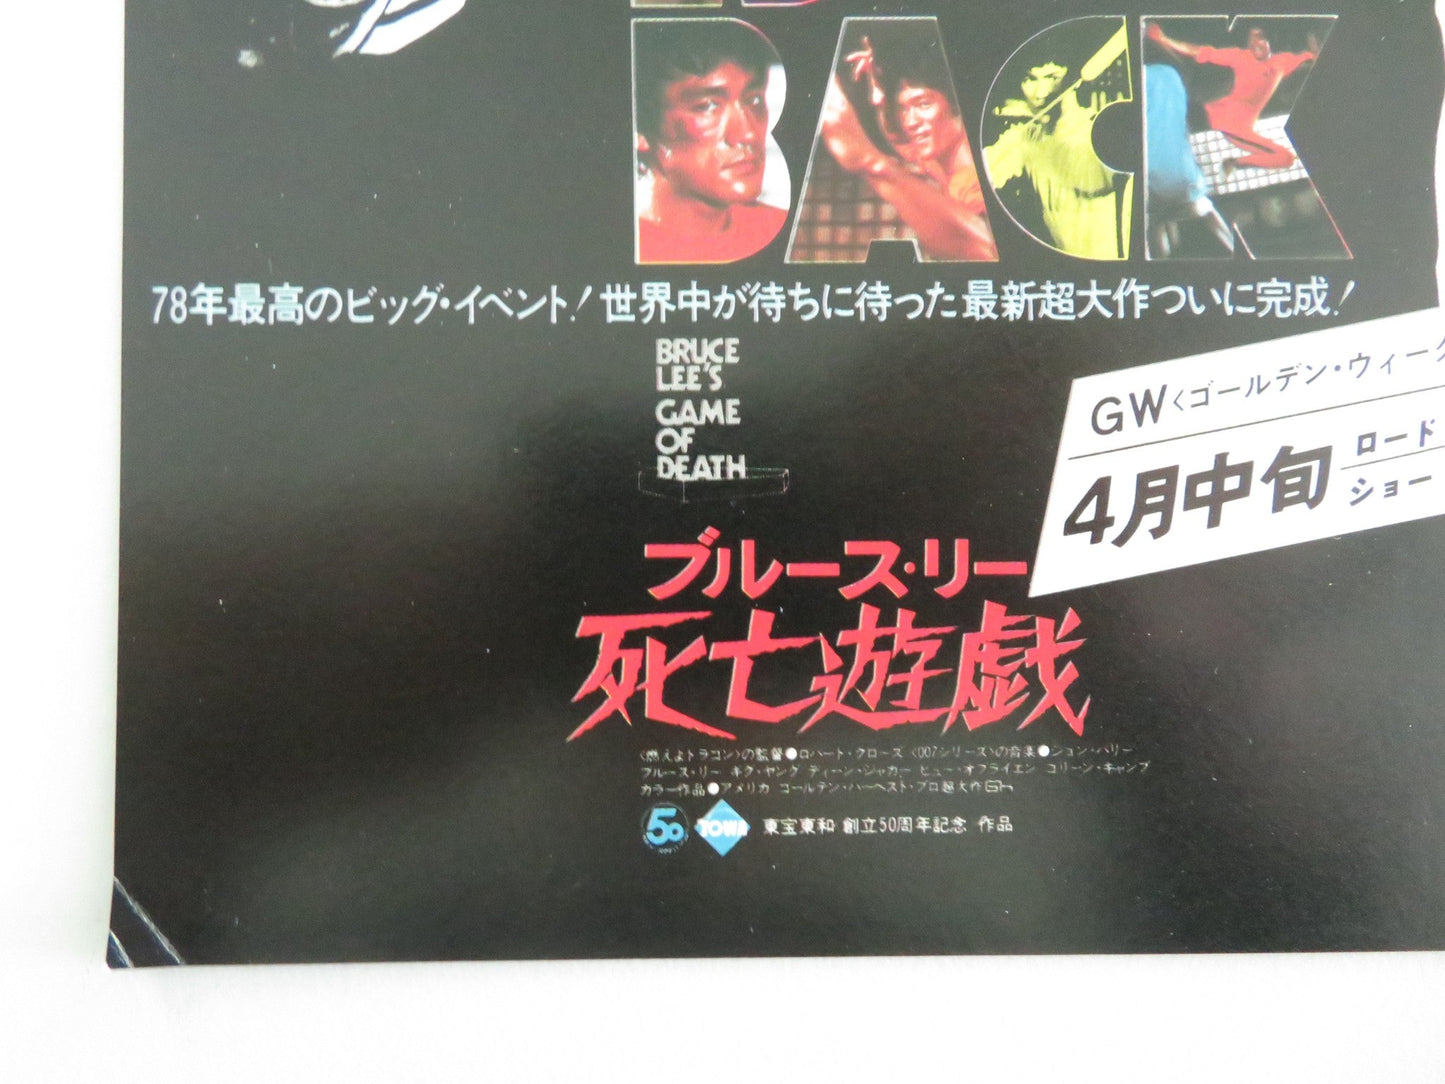 BACK
78年最高のビッグ・イベント！世界中が待ちに待った最新超大作ついに完成！
BRUCE
LEE'S
GAME
OF
DEATH
GW<ゴールデン・ウィーク
4月中旬 ロード
ショー
ブルース・リー
死亡遊戯
〈燃えよドラゴン〉の監督●ロバート・クローズ 〈007シリーズ〉の音楽●ジョン・バリー
ブルース・リー ギグ・ヤング ディーン・ジャガー ヒュー・オブライエン コリーン・キャンプ
カラー作品●アメリカ ゴールデン・ハーベスト・プロ超大作
50 TOWA 東宝東和 創立50周年記念 作品